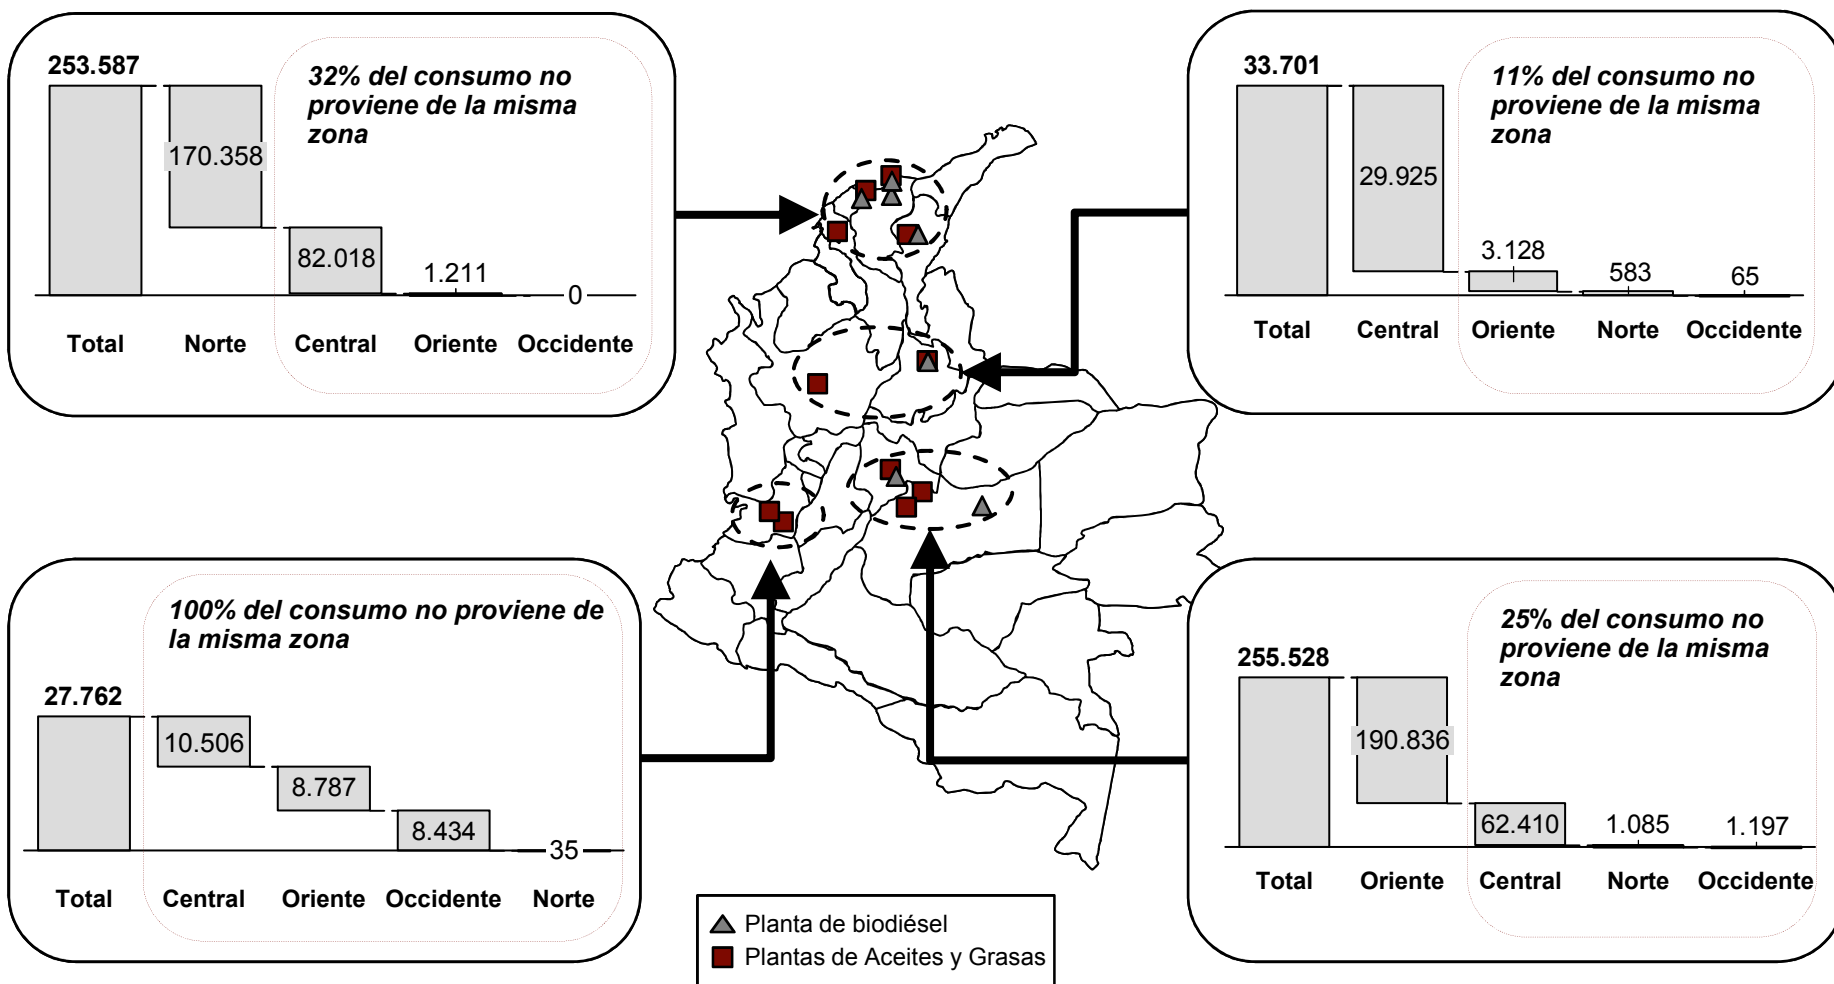 253.587
32% del consumo no
proviene de la misma
zona
170.358
82.018
1.211
0
Total Norte Central Oriente Occidente
33.701
11% del consumo no
proviene de la misma
zona
29.925
3.128
583
65
Total Central Oriente Norte Occidente
100% del consumo no proviene de
la misma zona
27.762
10.506
8.787
8.434
35
Total Central Oriente Occidente Norte
25% del consumo no
proviene de la misma
zona
255.528
190.836
62.410
1.085
1.197
Total Oriente Central Norte Occidente
Planta de biodiésel
Plantas de Aceites y Grasas